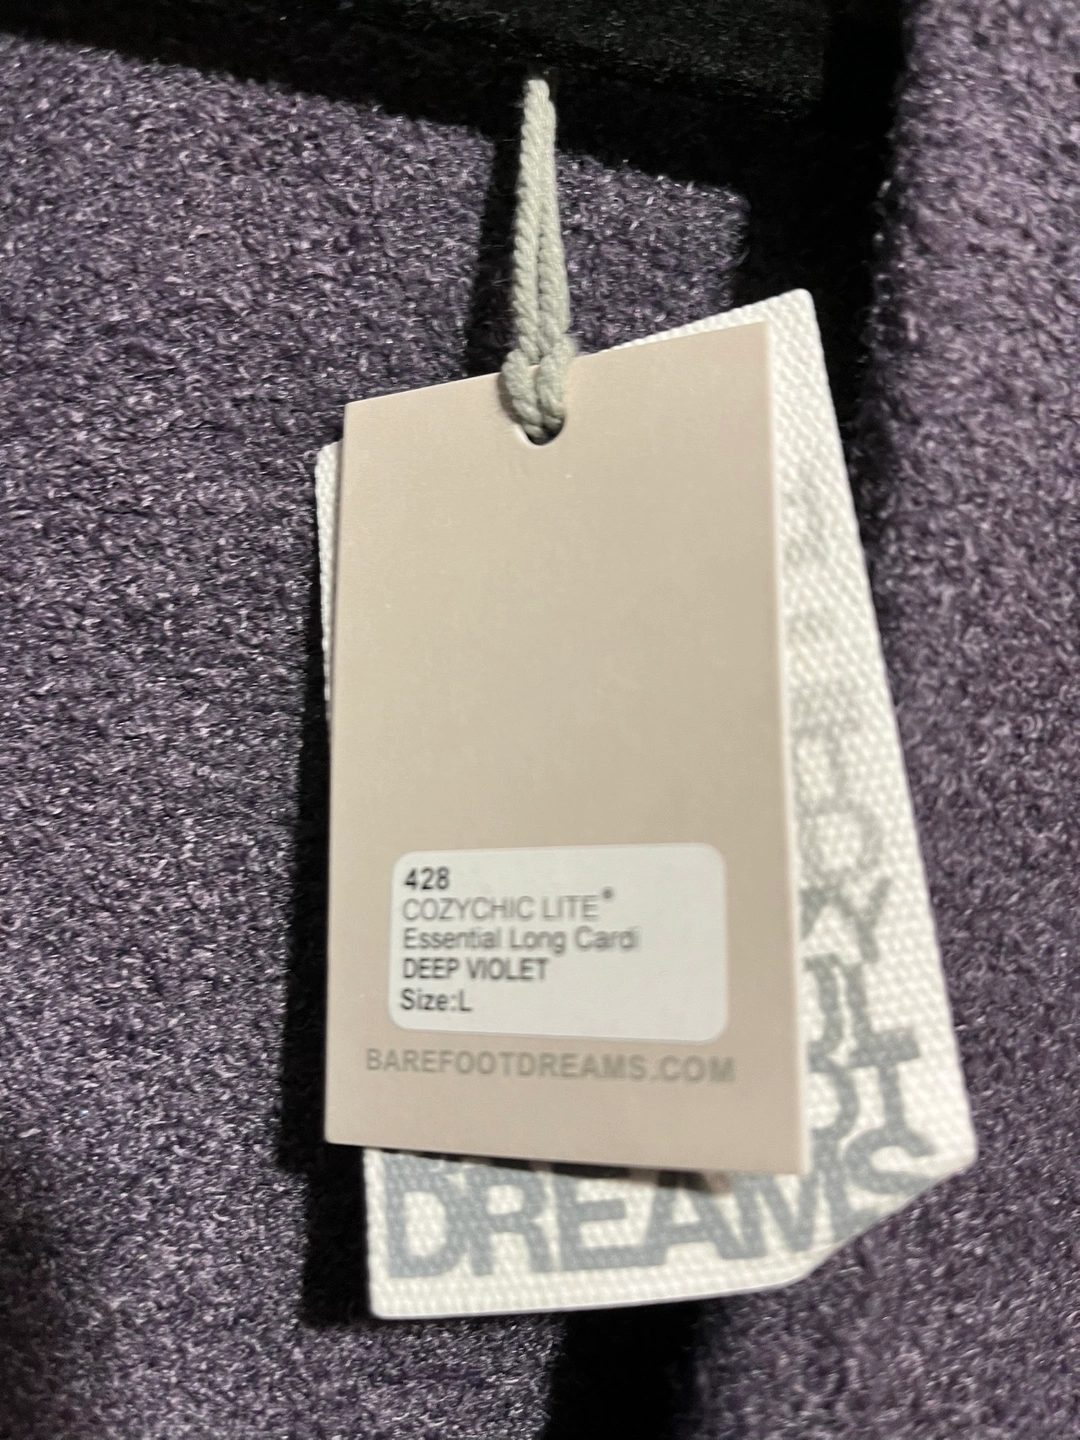 428
COZYCHIC LITE®
Essential Long Cardi
DEEP VIOLET
Size:L
BAREFOOTDREAMS.COM
DREAMS